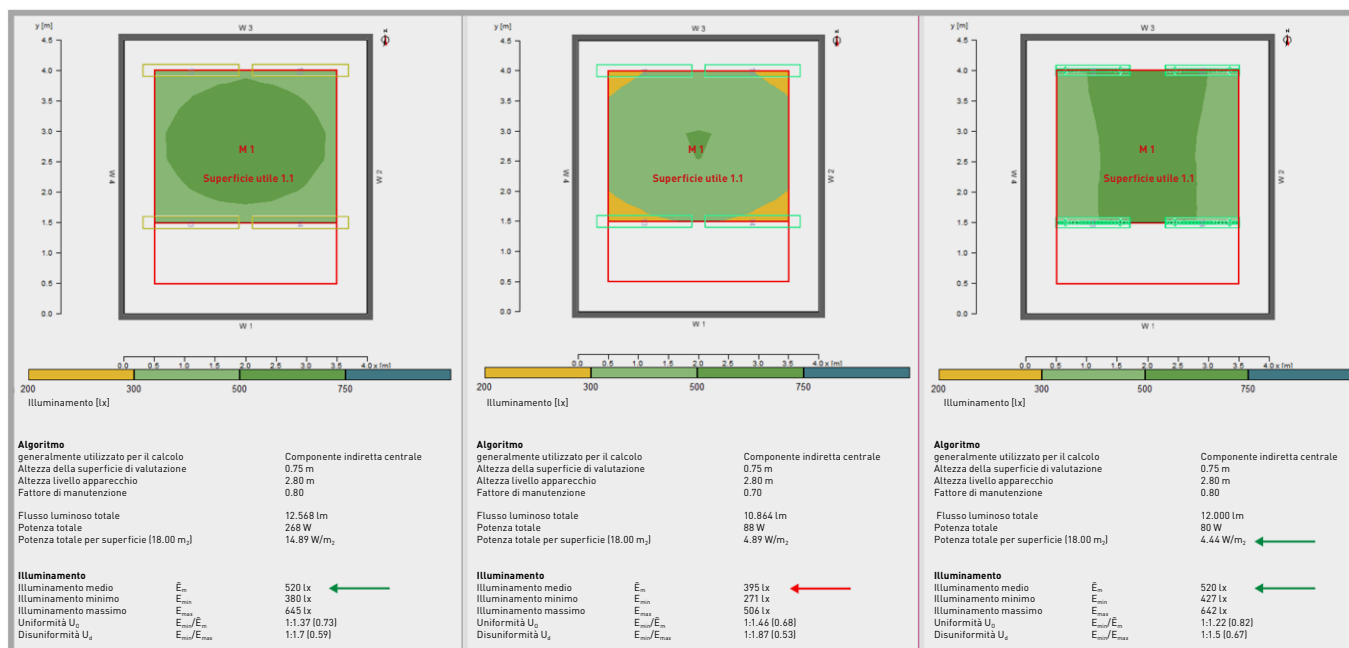 y [m]
W 3
4.5
4.0
3.5
3.0
2.5
2.0
1.5
1.0
0.5
0.0
M 1
Superficie utile 1.1
W 4
W 2
W 1
0.0 0.5 1.0 1.5 2.0 2.5 3.0 3.5 4.0 x [m]
200 300 500 750
Illuminamento [lx]
Algoritmo
generalmente utilizzato per il calcolo Componente indiretta centrale
Altezza della superficie di valutazione 0.75 m
Altezza livello apparecchio 2.80 m
Fattore di manutenzione 0.80
Flusso luminoso totale 12.568 lm
Potenza totale 268 W
Potenza totale per superficie (18.00 m₂) 14.89 W/m₂
Illuminamento
Illuminamento medio Ēm 520 lx
Illuminamento minimo Emin 380 lx
Illuminamento massimo Emax 645 lx
Uniformità U₀ Emin/Ēm 1:1.37 (0.73)
Disuniformità Ud Emin/Emax 1:1.7 (0.59)
y [m]
W 3
4.5
4.0
3.5
3.0
2.5
2.0
1.5
1.0
0.5
0.0
M 1
Superficie utile 1.1
W 4
W 2
W 1
0.0 0.5 1.0 1.5 2.0 2.5 3.0 3.5 4.0 x [m]
200 300 500 750
Illuminamento [lx]
Algoritmo
generalmente utilizzato per il calcolo Componente indiretta centrale
Altezza della superficie di valutazione 0.75 m
Altezza livello apparecchio 2.80 m
Fattore di manutenzione 0.70
Flusso luminoso totale 10.864 lm
Potenza totale 88 W
Potenza totale per superficie (18.00 m₂) 4.89 W/m₂
Illuminamento
Illuminamento medio Ēm 395 lx
Illuminamento minimo Emin 271 lx
Illuminamento massimo Emax 506 lx
Uniformità U₀ Emin/Ēm 1:1.46 (0.68)
Disuniformità Ud Emin/Emax 1:1.87 (0.53)
y [m]
W 3
4.5
4.0
3.5
3.0
2.5
2.0
1.5
1.0
0.5
0.0
M 1
Superficie utile 1.1
W 4
W 2
W 1
0.0 0.5 1.0 1.5 2.0 2.5 3.0 3.5 4.0 x [m]
200 300 500 750
Illuminamento [lx]
Algoritmo
generalmente utilizzato per il calcolo Componente indiretta centrale
Altezza della superficie di valutazione 0.75 m
Altezza livello apparecchio 2.80 m
Fattore di manutenzione 0.80
Flusso luminoso totale 12.000 lm
Potenza totale 80 W
Potenza totale per superficie (18.00 m₂) 4.44 W/m₂
Illuminamento
Illuminamento medio Ēm 520 lx
Illuminamento minimo Emin 427 lx
Illuminamento massimo Emax 642 lx
Uniformità U₀ Emin/Ēm 1:1.22 (0.82)
Disuniformità Ud Emin/Emax 1:1.5 (0.67)